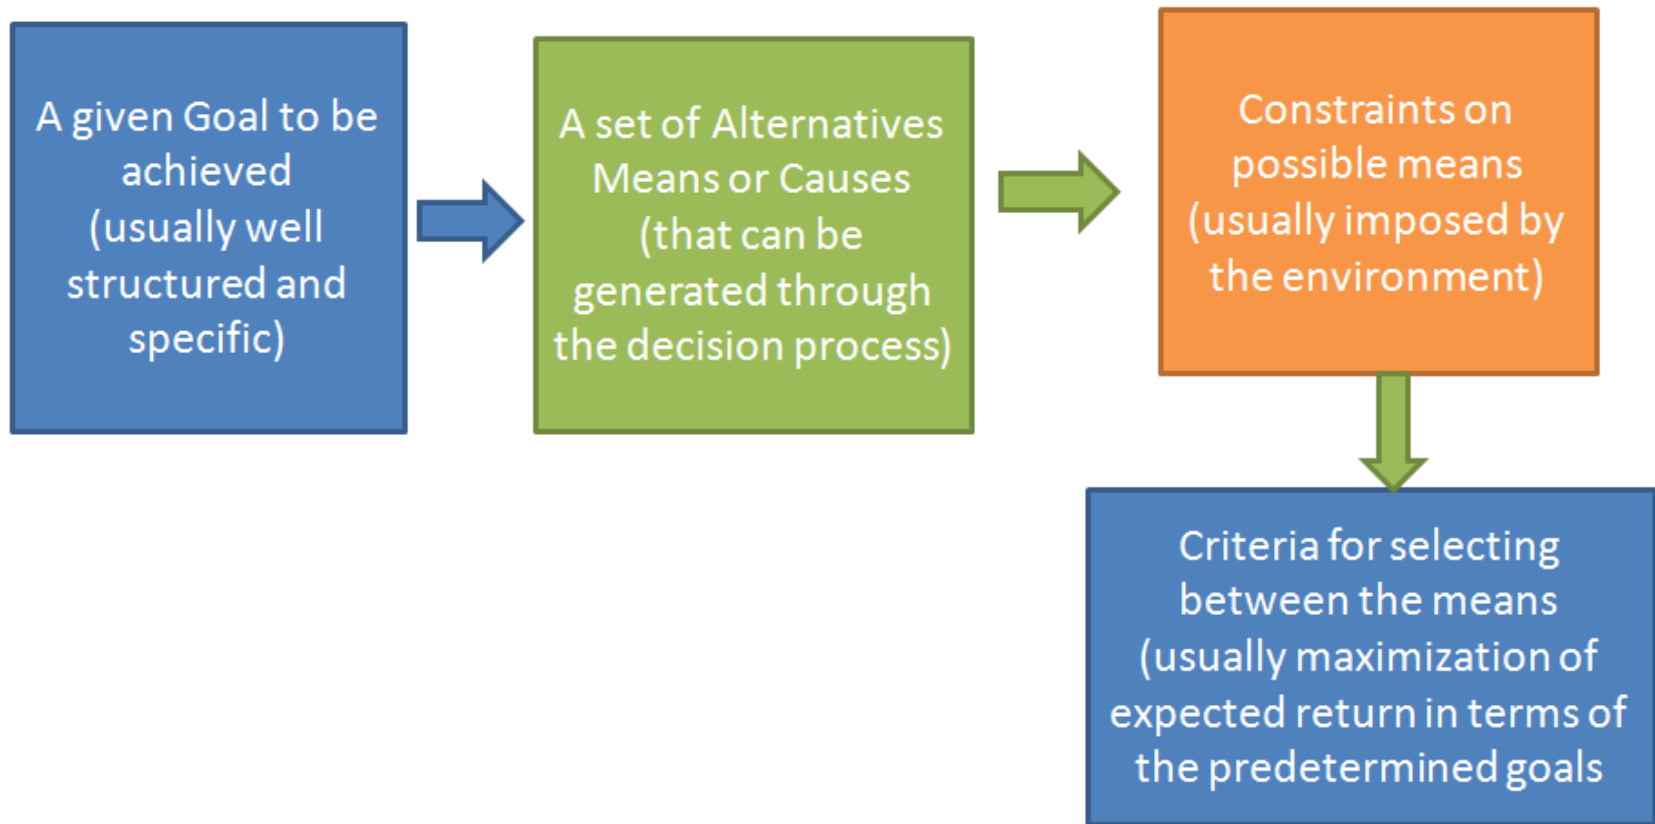 A given Goal to be
achieved
(usually well
structured and
specific)
A set of Alternatives
Means or Causes
(that can be
generated through
the decision process)
Constraints on
possible means
(usually imposed by
the environment)
Criteria for selecting
between the means
(usually maximization of
expected return in terms of
the predetermined goals